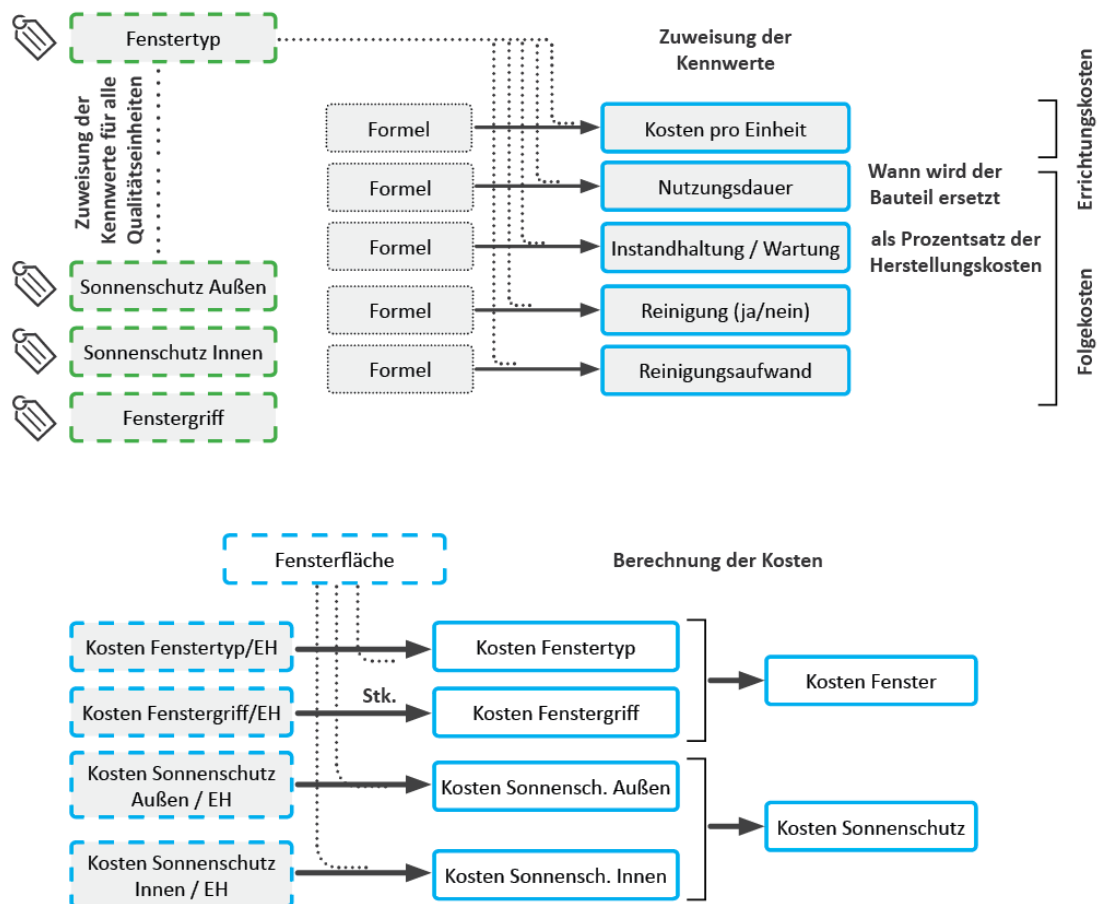 Fenstertyp
Zuweisung der
Kennwerte für alle
Qualitätseinheiten
Sonnenschutz Außen
Sonnenschutz Innen
Fenstergriff
Zuweisung der
Kennwerte
Formel
Kosten pro Einheit
Formel
Nutzungsdauer
Wann wird der
Bauteil ersetzt
Formel
Instandhaltung / Wartung
als Prozentsatz der
Herstellungskosten
Formel
Reinigung (ja/nein)
Formel
Reinigungsaufwand
Errichtungskosten
Folgekosten
Fensterfläche
Berechnung der Kosten
Kosten Fenstertyp/EH
Kosten Fenstertyp
Kosten Fenstergriff/EH
Stk.
Kosten Fenstergriff
Kosten Fenster
Kosten Sonnenschutz
Außen / EH
Kosten Sonnensch. Außen
Kosten Sonnenschutz
Kosten Sonnenschutz
Innen / EH
Kosten Sonnensch. Innen